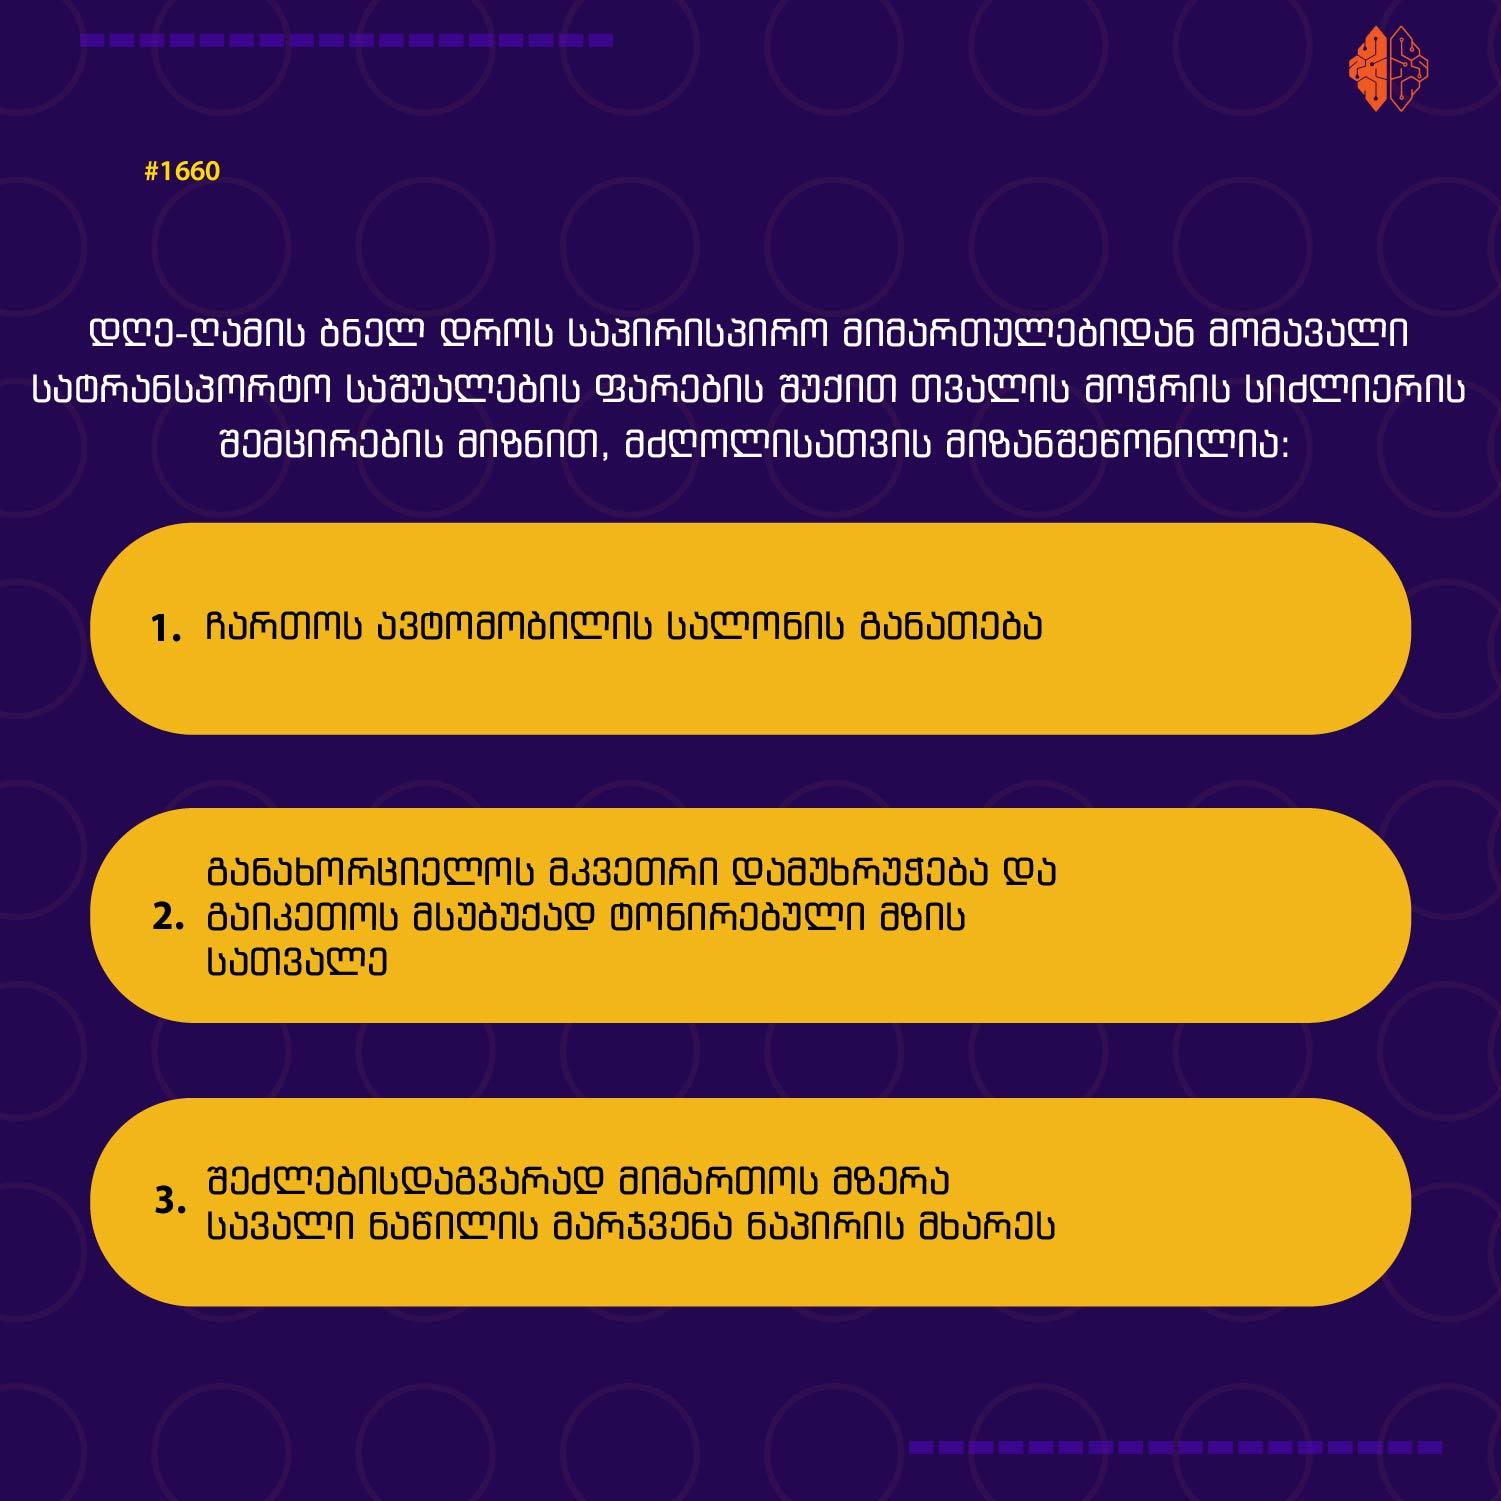 #1660
დღე-ღამის ბნელ დროს საპირისპირო მიმართულებიდან მომავალი
სატრანსპორტო საშუალების ფარების შუქით თვალის მოჭრის სიძლიერის
შემცირების მიზნით, მძღოლისათვის მიზანშეწონილია:
1. ჩართოს ავტომობილის სალონის განათება
განახორციელოს მკვეთრი დამუხრუჭება და
2. გაიკეთოს მსუბუქად ტონირებული მზის
სათვალე
3. შეძლებისდაგვარად მიმართოს მზერა
სავალი ნაწილის მარჯვენა ნაპირის მხარეს